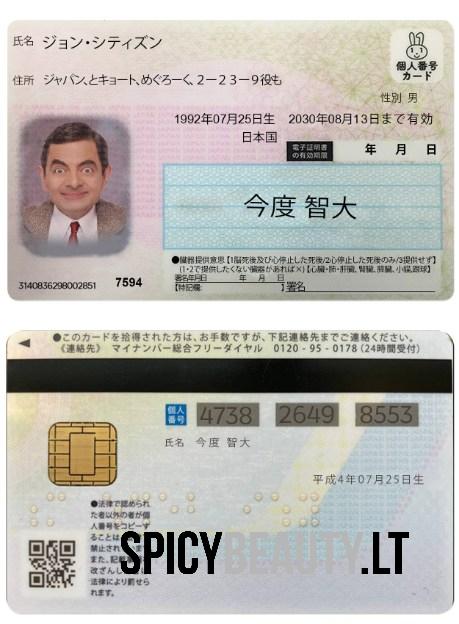 氏名 ジョン・シティズン
個人番号
カード
住所 ジャパン,とキョート,めぐろーく, 2－23－9役も
性別 男
1992年07月25日生 2030年08月13日まで有効
日本国
電子証明書
の有効期限
年 月 日
今度 智大
●臓器提供意思【1脳死後及び心停止した死後/2心停止した死後のみ/3提供せず】
《1・2で提供したくない臓器があれば×》【心臓・肺・肝臓, 腎臓, 膵臓, 小腸, 眼球】
署名年月日 年 月 日
【特記欄: 】署名
3140836298002851 7594
●このカードを拾得された方は、お手数ですが、下記連絡先までご連絡ください。
《連絡先》 マイナンバー総合フリーダイヤル 0120－95－0178 (24時間受付)
個人
番号
4738 2649 8553
氏名 今度 智大
平成4年07月25日生
●法律で認められ
た者以外の者が個
人番号をコピーす
ることは
禁止され
また、記載
改ざんし
法律により罰せら
れます。
SPICYBEAUTY.LT